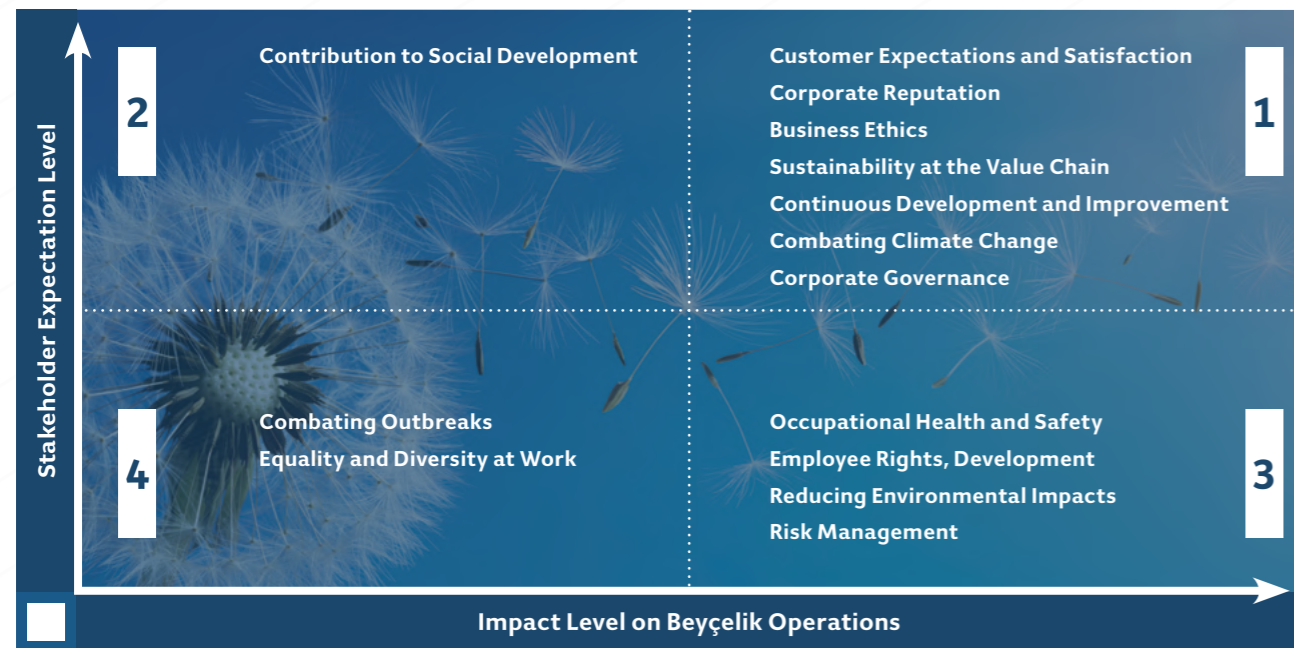 Stakeholder Expectation Level
2
Contribution to Social Development
1
Customer Expectations and Satisfaction
Corporate Reputation
Business Ethics
Sustainability at the Value Chain
Continuous Development and Improvement
Combating Climate Change
Corporate Governance
4
Combating Outbreaks
Equality and Diversity at Work
3
Occupational Health and Safety
Employee Rights, Development
Reducing Environmental Impacts
Risk Management
Impact Level on Beyçelik Operations